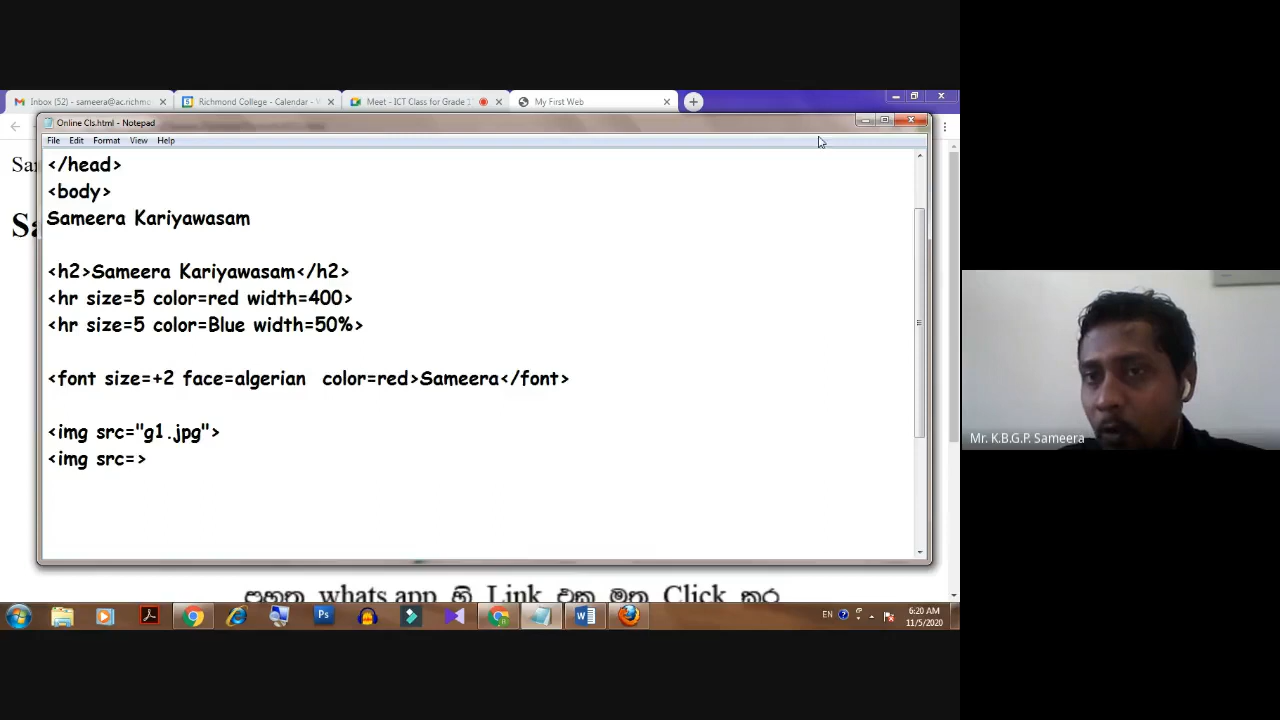 Inbox (52) - sameera@ac.richmo
Richmond College - Calendar - W
Meet - ICT Class for Grade 1
My First Web
Online Cls.html - Notepad
File Edit Format View Help
</head>
<body>
Sameera Kariyawasam
<h2>Sameera Kariyawasam</h2>
<hr size=5 color=red width=400>
<hr size=5 color=Blue width=50%>
<font size=+2 face=algerian  color=red>Sameera</font>
<img src="g1.jpg">
<img src=>
Mr. K.B.G.P. Sameera
පහත whats app හි Link එක මත Click කර
EN
6:20 AM
11/5/2020